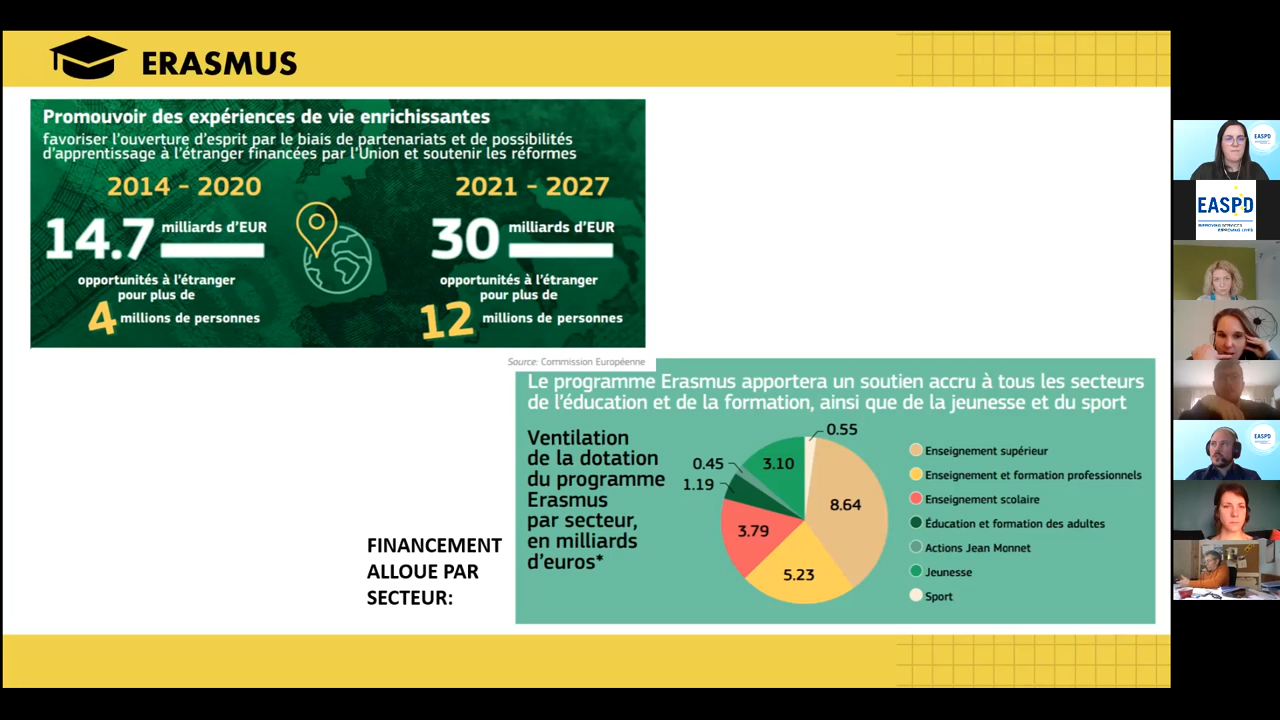 ERASMUS
Promouvoir des expériences de vie enrichissantes
favoriser l'ouverture d'esprit par le biais de partenariats et de possibilités
d'apprentissage à l'étranger financées par l'Union et soutenir les réformes
2014 - 2020
14.7 milliards d'EUR
opportunités à l'étranger
pour plus de
4 millions de personnes
2021 - 2027
30 milliards d'EUR
opportunités à l'étranger
pour plus de
12 millions de personnes
Source: Commission Européenne
Le programme Erasmus apportera un soutien accru à tous les secteurs
de l'éducation et de la formation, ainsi que de la jeunesse et du sport
Ventilation
de la dotation
du programme
Erasmus
par secteur,
en milliards
d'euros*
0.55
8.64
5.23
3.79
1.19
0.45
3.10
Enseignement supérieur
Enseignement et formation professionnels
Enseignement scolaire
Éducation et formation des adultes
Actions Jean Monnet
Jeunesse
Sport
FINANCEMENT
ALLOUE PAR
SECTEUR:
EASPD
EASPD
IMPROVING SERVICES
IMPROVING LIVES
EASPD